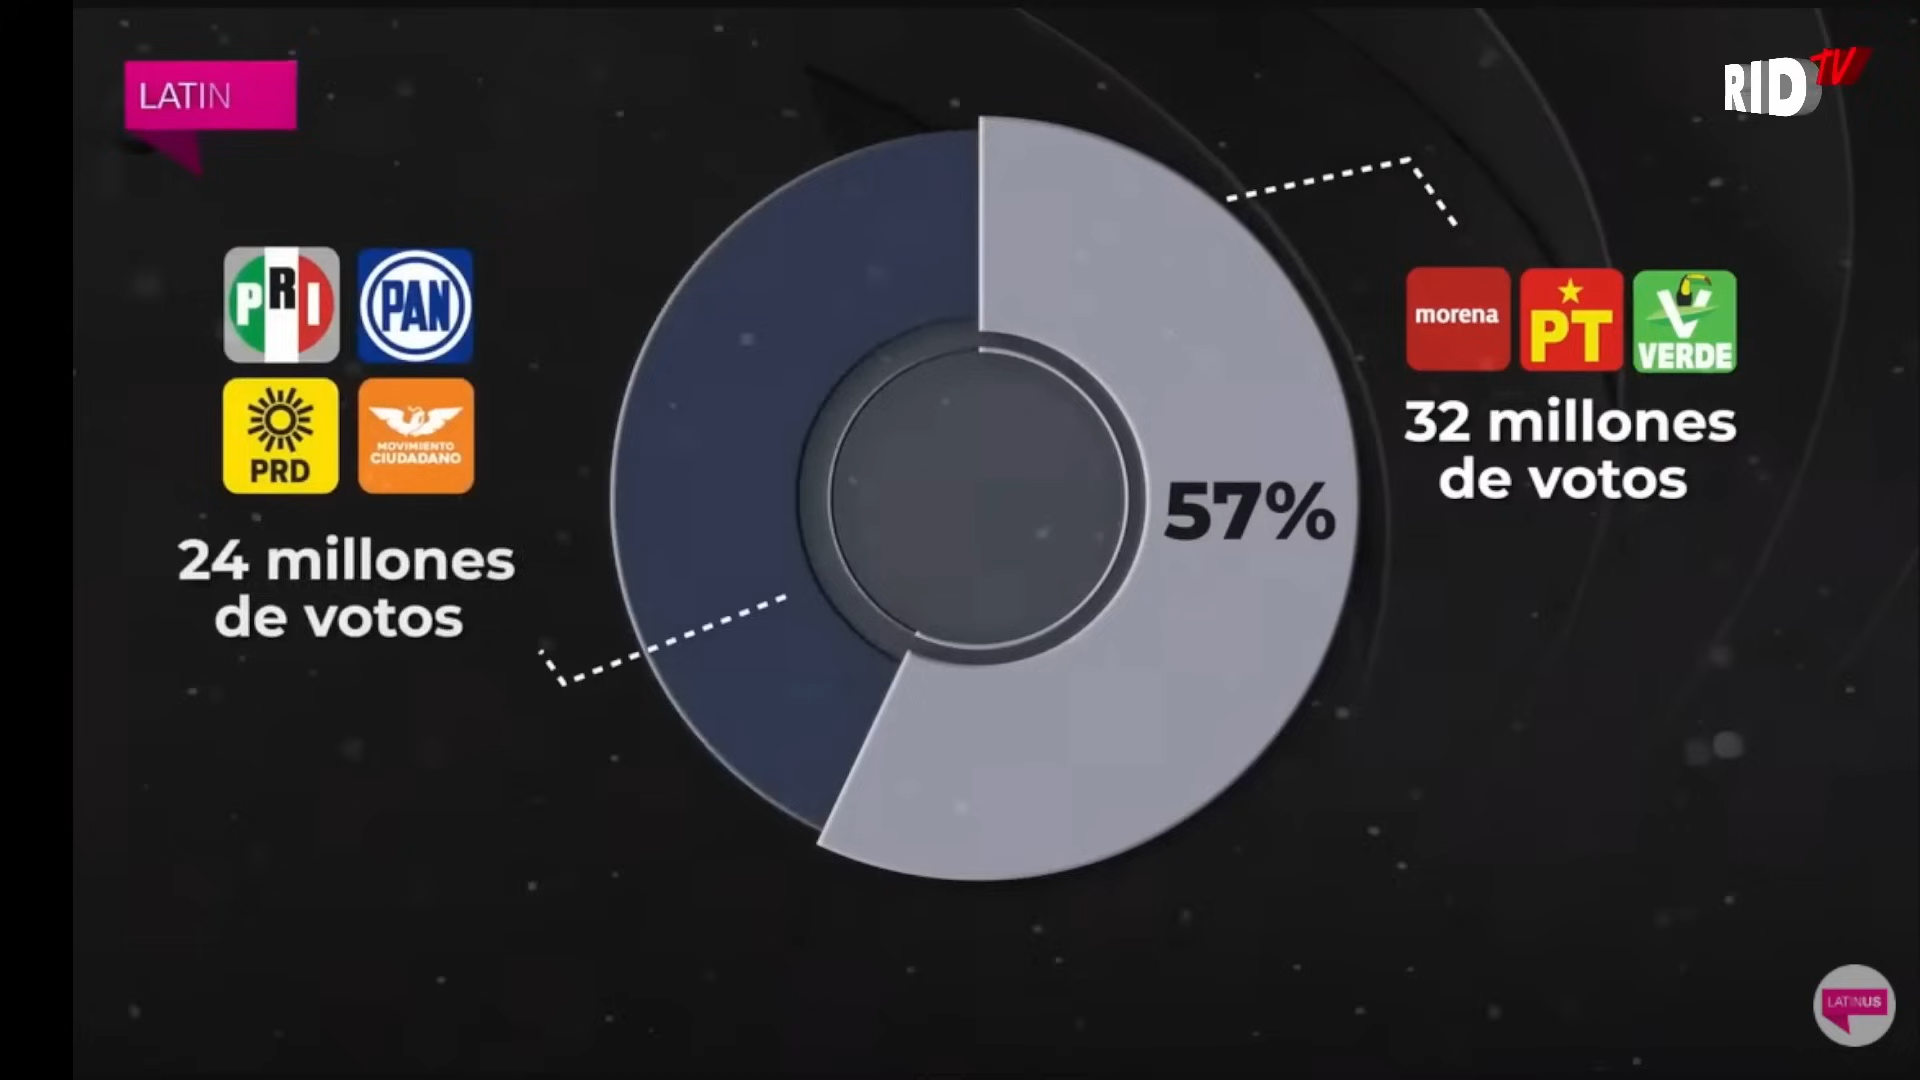 LATIN
RID TV
PRI
PAN
PRD
MOVIMIENTO
CIUDADANO
24 millones
de votos
57%
morena
PT
VERDE
32 millones
de votos
LATINUS